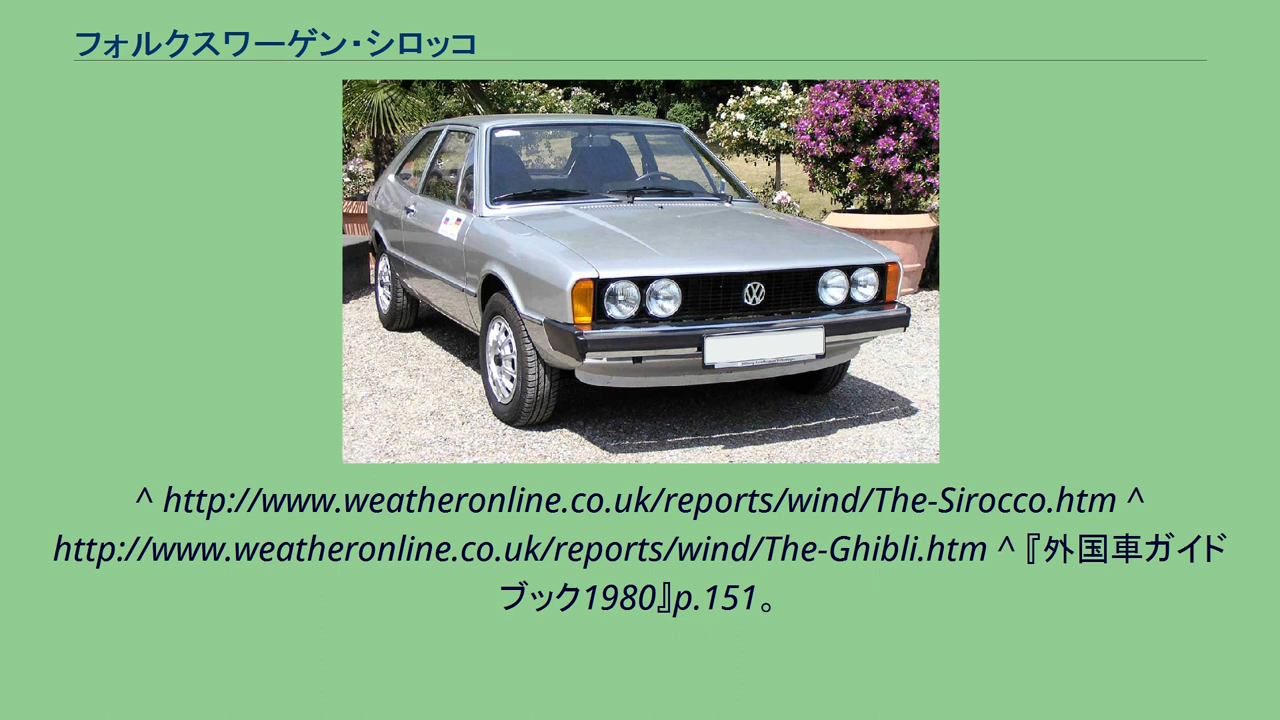 フォルクスワーゲン・シロッコ
^ http://www.weatheronline.co.uk/reports/wind/The-Sirocco.htm ^
http://www.weatheronline.co.uk/reports/wind/The-Ghibli.htm ^ 『外国車ガイド
ブック1980』p.151。